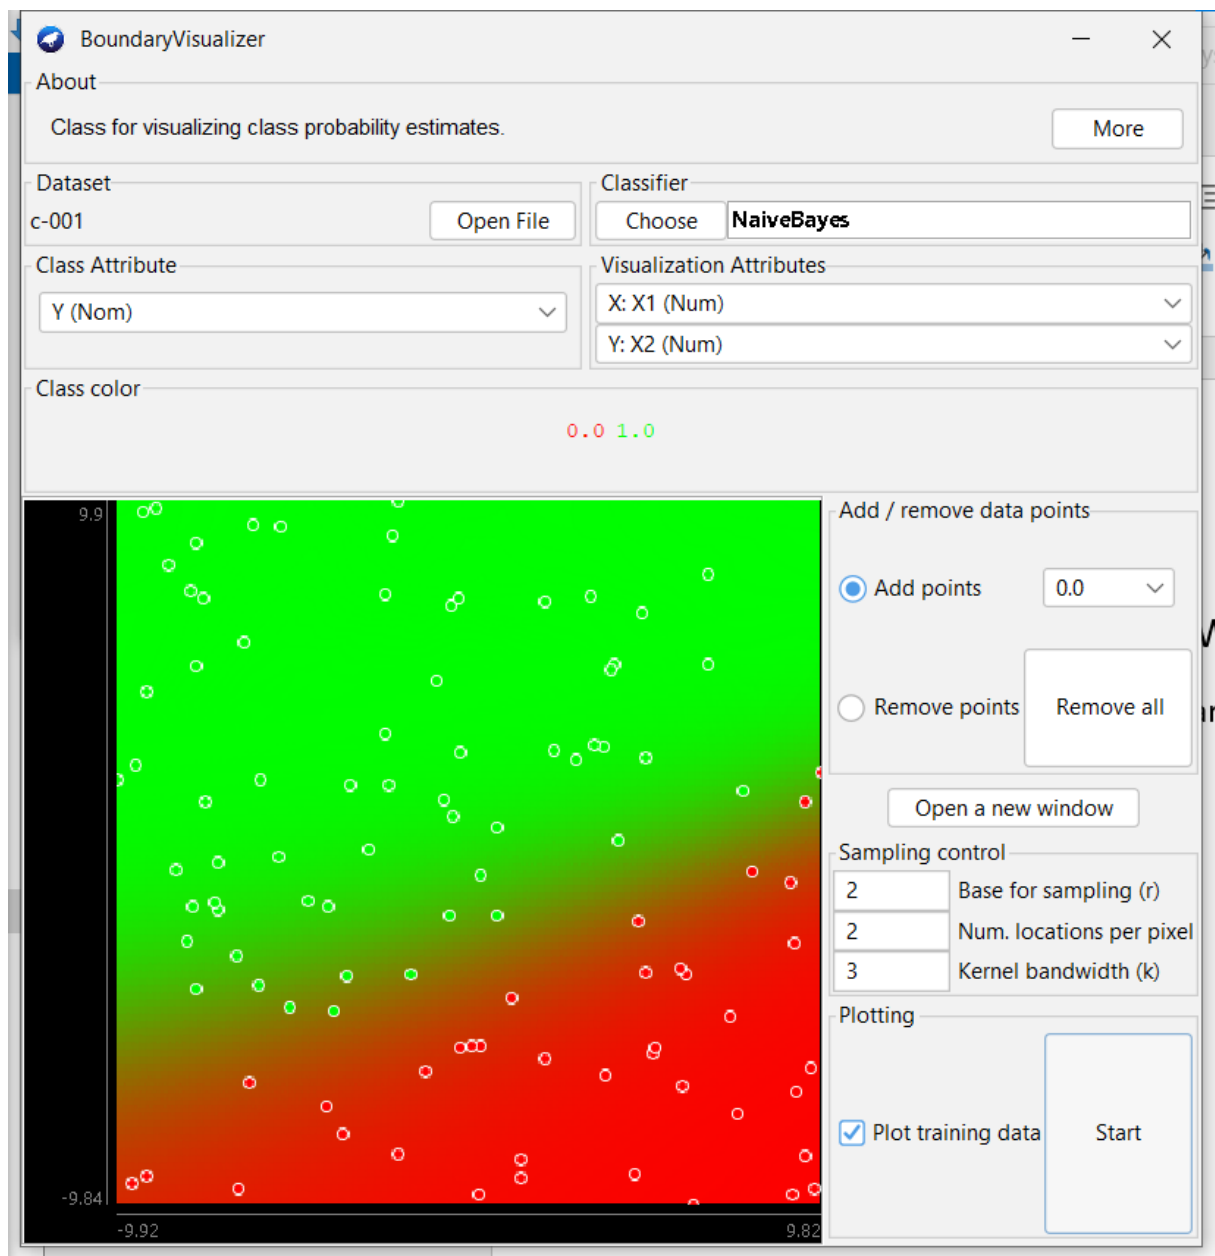 BoundaryVisualizer
About
Class for visualizing class probability estimates.
More
Dataset
c-001
Open File
Classifier
Choose
NaiveBayes
Class Attribute
Y (Nom)
Visualization Attributes
X: X1 (Num)
Y: X2 (Num)
Class color
0.0 1.0
9.9
-9.84
-9.92
9.82
Add / remove data points
Add points
0.0
Remove points
Remove all
Open a new window
Sampling control
2 Base for sampling (r)
2 Num. locations per pixel
3 Kernel bandwidth (k)
Plotting
Plot training data
Start